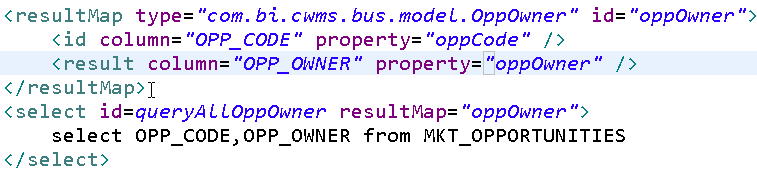 <resultMap type="com.bi.cwms.bus.model.OppOwner" id="oppOwner">
<id column="OPP_CODE" property="oppCode" />
<result column="OPP_OWNER" property="oppOwner" />
</resultMap>
<select id=queryAllOppOwner resultMap="oppOwner">
select OPP_CODE,OPP_OWNER from MKT_OPPORTUNITIES
</select>